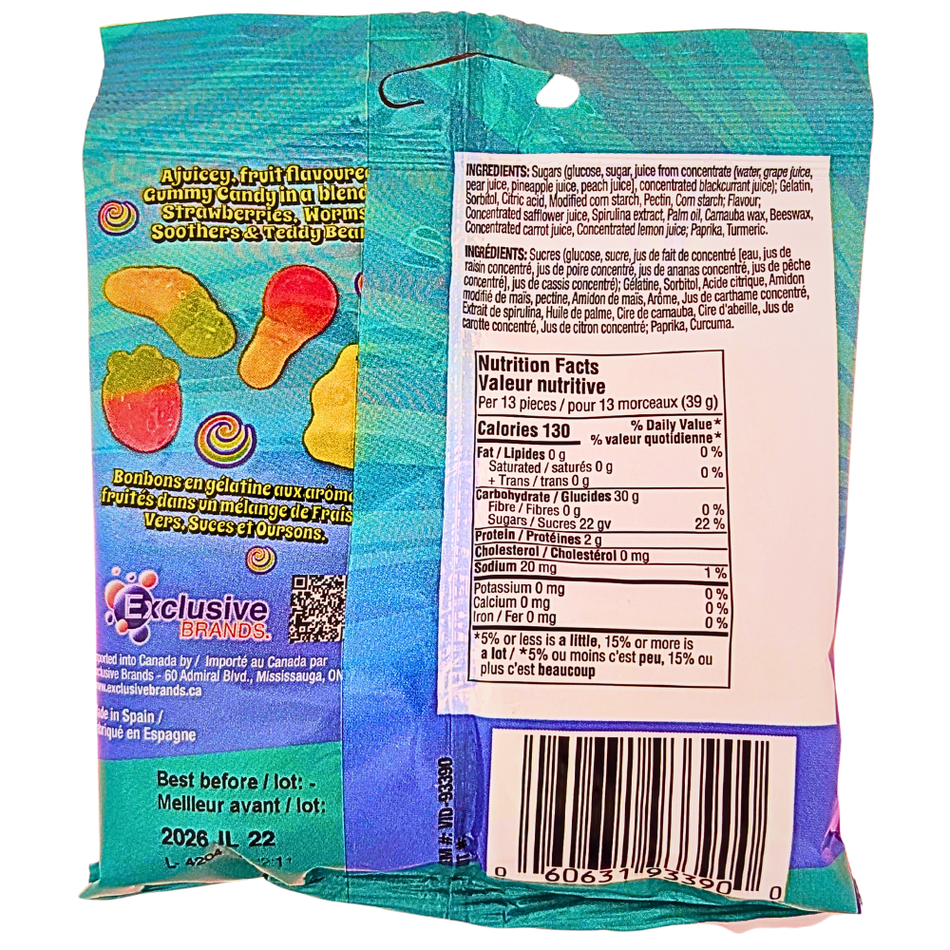 Ajuicey, fruit flavoured
Gummy Candy in a blend
Strawberries, Worms
Soothers & Teddy Bear
Bonbons en gélatine aux arôme
fruités dans un mélange de Frais
Vers, Suces et Oursons.
Exclusive
BRANDS.
ported into Canada by / Importé au Canada par
clusive Brands - 60 Admiral Blvd., Mississauga, ON
w.exclusivebrands.ca
de in Spain /
briqué en Espagne
Best before / lot: -
Meilleur avant / lot:
2026 JL 22
L- 4204
INGREDIENTS: Sugars (glucose, sugar, juice from concentrate (water, grape juice,
pear juice, pineapple juice, peach juice], concentrated blackcurrant juice); Gelatin,
Sorbitol, Citric acid, Modified corn starch, Pectin, Corn starch; Flavour;
Concentrated safflower juice, Spirulina extract, Palm oil, Carnauba wax, Beeswax,
Concentrated carrot juice, Concentrated lemon juice; Paprika, Turmeric.
INGRÉDIENTS: Sucres (glucose, sucre, jus de fait de concentré [eau, jus de
raisin concentré, jus de poire concentré, jus de ananas concentré, jus de pêche
concentré], jus de cassis concentré); Gélatine, Sorbitol, Acide citrique, Amidon
modifié de maïs, pectine, Amidon de maïs, Arôme, Jus de carthame concentré,
Extrait de spirulina, Huile de palme, Cire de carnauba, Cire d'abeille, Jus de
carotte concentré, Jus de citron concentré; Paprika, Curcuma.
Nutrition Facts
Valeur nutritive
Per 13 pieces / pour 13 morceaux (39 g)
Calories 130 % Daily Value*
% valeur quotidienne*
Fat / Lipides 0 g 0 %
Saturated / saturés 0 g 0 %
+ Trans / trans 0 g
Carbohydrate / Glucides 30 g
Fibre / Fibres 0 g 0 %
Sugars / Sucres 22 gv 22 %
Protein / Protéines 2 g
Cholesterol / Cholestérol 0 mg
Sodium 20 mg 1 %
Potassium 0 mg 0 %
Calcium 0 mg 0 %
Iron / Fer 0 mg 0 %
*5% or less is a little, 15% or more is
a lot / *5% ou moins c'est peu, 15% ou
plus c'est beaucoup
#: VID-93390
0 60631 93390 0